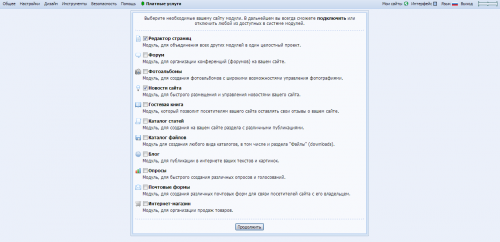 Общее Настройки Дизайн Инструменты Безопасность Помощь Платные услуги Мои сайты Интерфейс Язык Выход
Выберите необходимые вашему сайту модули. В дальнейшем вы всегда сможете подключить или
отключить любой из доступных в системе модулей.
Редактор страниц
Модуль, для объединения всех других модулей в один целостный проект.
Форум
Модуль, для организации конференций (форумов) на вашем сайте.
Фотоальбомы
Модуль, для создания фотоальбомов с широкими возможностями управления фотографиями.
Новости сайта
Модуль, для быстрого размещения и управления новостями вашего сайта.
Гостевая книга
Модуль, который позволит посетителям вашего сайта оставлять свои отзывы о вашем сайте.
Каталог статей
Модуль, для создания на вашем сайте раздела с различными публикациями.
Каталог файлов
Модуль для создания любого вида каталогов, в том числе и раздела "Файлы" (downloads).
Блог
Модуль, для публикации в интернете ваших текстов и картинок.
Опросы
Модуль, для быстрого создания различных опросов и голосований.
Почтовые формы
Модуль, для создания различных почтовых форм для связи посетителей сайта с его владельцем.
Интернет-магазин
Модуль, для организации продаж товаров.
Продолжить